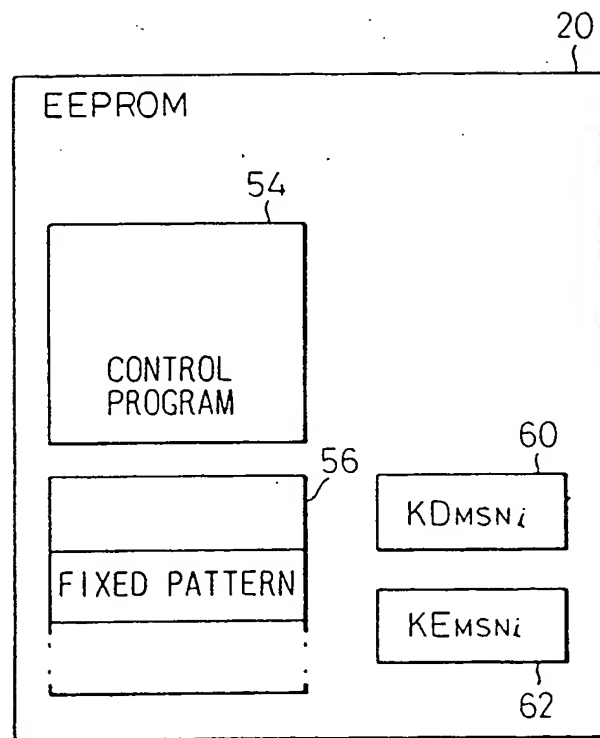 20
EEPROM
54
CONTROL
PROGRAM
56
FIXED PATTERN
60
KDMSNi
KEMSNi
62